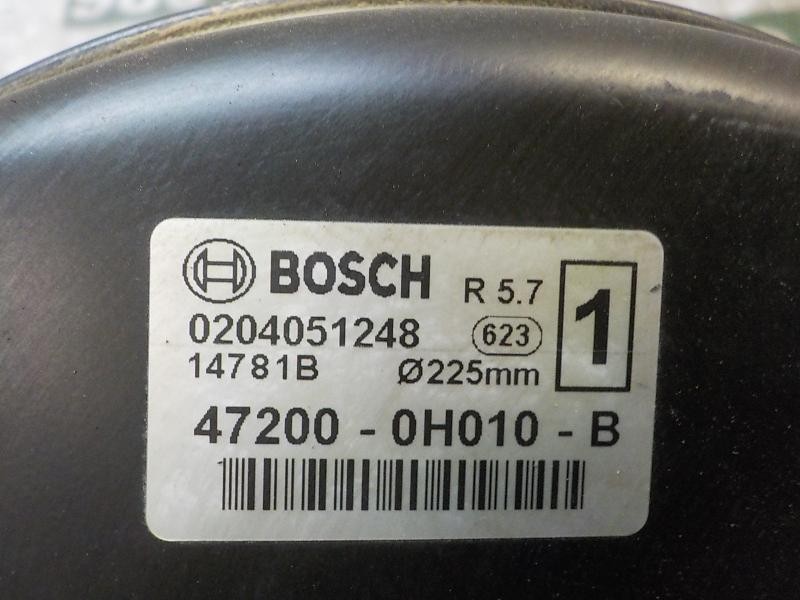 BOSCH R 5.7 1
0204051248 623
14781B Ø225mm
47200 - 0H010 - B